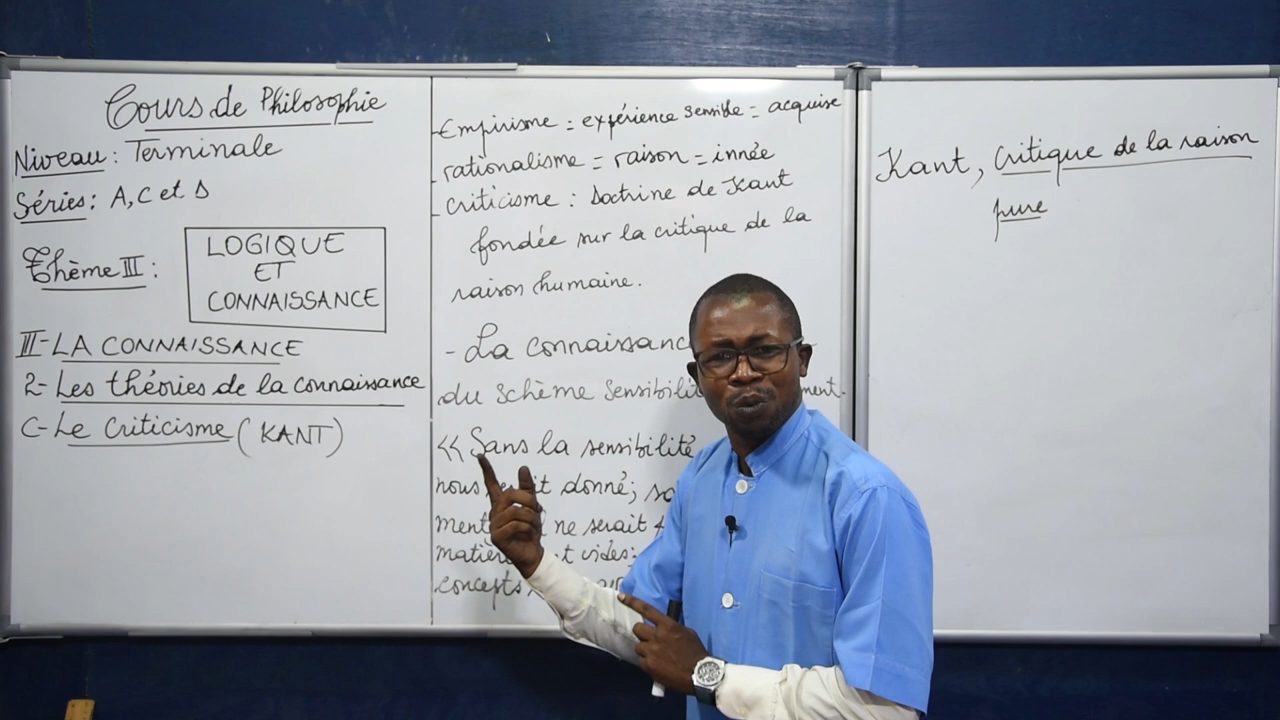 Cours de Philosophie
Niveau : Terminale
Séries : A, C et D
Thème III :
LOGIQUE
ET
CONNAISSANCE
III- LA CONNAISSANCE
2- Les théories de la connaissance
C- Le Criticisme (KANT)
- Empirisme = expérience sensible = acquise
- rationalisme = raison = innée
- criticisme : doctrine de Kant
fondée sur la critique de la
raison humaine.
- La connaissanc
du schème sensibilit ment.
<< Sans la sensibilité
nous donné;
ment ne serait
matièr t vides:
concepts
Kant, critique de la raison
pure